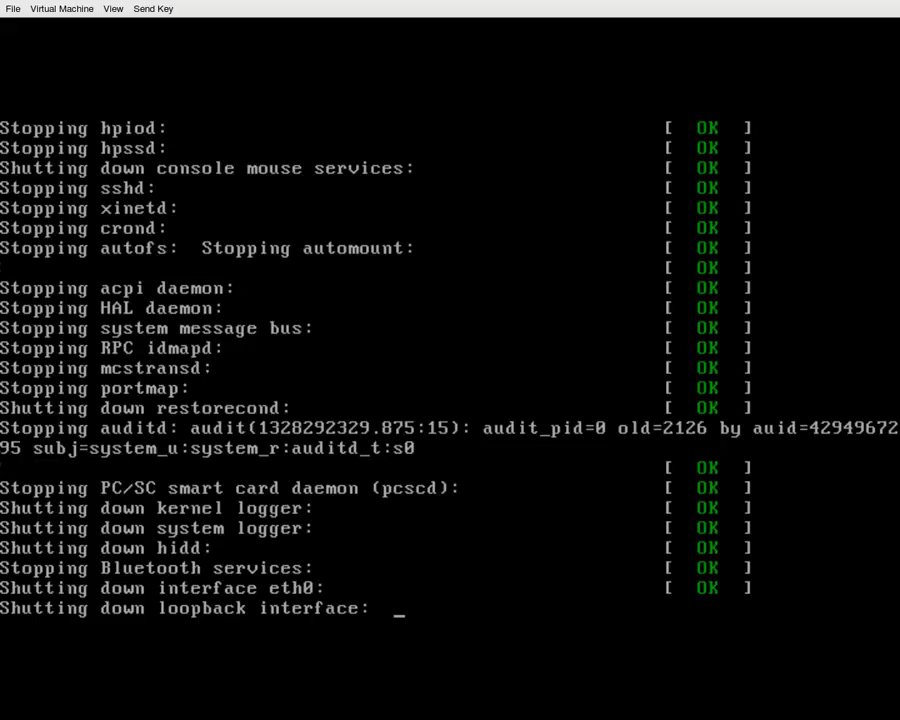 File Virtual Machine View Send Key
Stopping hpiod: [ OK ]
Stopping hpssd: [ OK ]
Shutting down console mouse services: [ OK ]
Stopping sshd: [ OK ]
Stopping xinetd: [ OK ]
Stopping crond: [ OK ]
Stopping autofs: Stopping automount: [ OK ]
[ OK ]
Stopping acpi daemon: [ OK ]
Stopping HAL daemon: [ OK ]
Stopping system message bus: [ OK ]
Stopping RPC idmapd: [ OK ]
Stopping mcstransd: [ OK ]
Stopping portmap: [ OK ]
Shutting down restorecond: [ OK ]
Stopping auditd: audit(1328292329.875:15): audit_pid=0 old=2126 by auid=42949672
95 subj=system_u:system_r:auditd_t:s0
[ OK ]
Stopping PC/SC smart card daemon (pcscd): [ OK ]
Shutting down kernel logger: [ OK ]
Shutting down system logger: [ OK ]
Shutting down hidd: [ OK ]
Stopping Bluetooth services: [ OK ]
Shutting down interface eth0: [ OK ]
Shutting down loopback interface: _